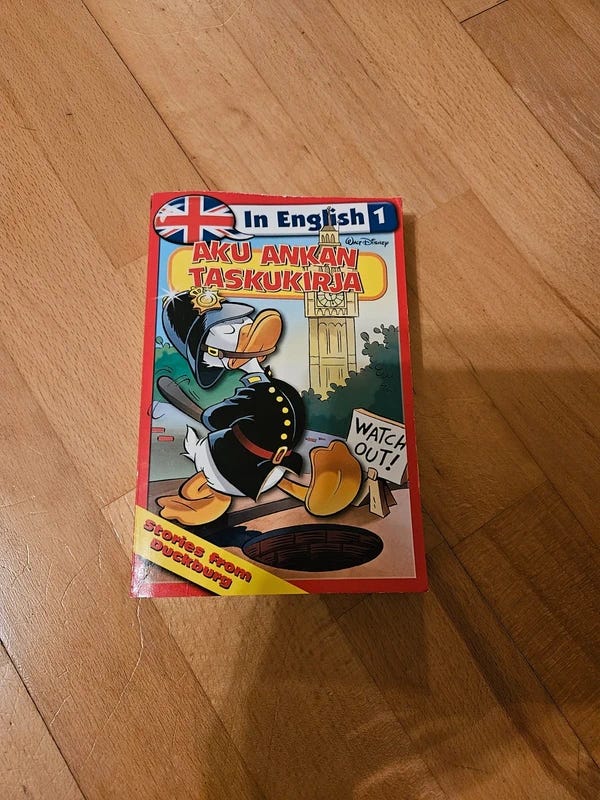 In English 1
Walt Disney
AKU ANKAN
TASKUKIRJA
WATCH
OUT!
Stories from
Duckburg